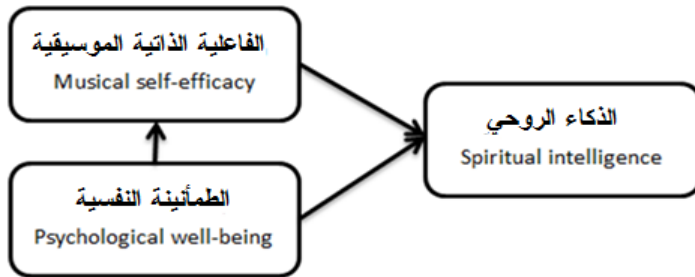 الفاعلية الذاتية الموسيقية
Musical self-efficacy
الذكاء الروحي
Spiritual intelligence
الطمأنينة النفسية
Psychological well-being